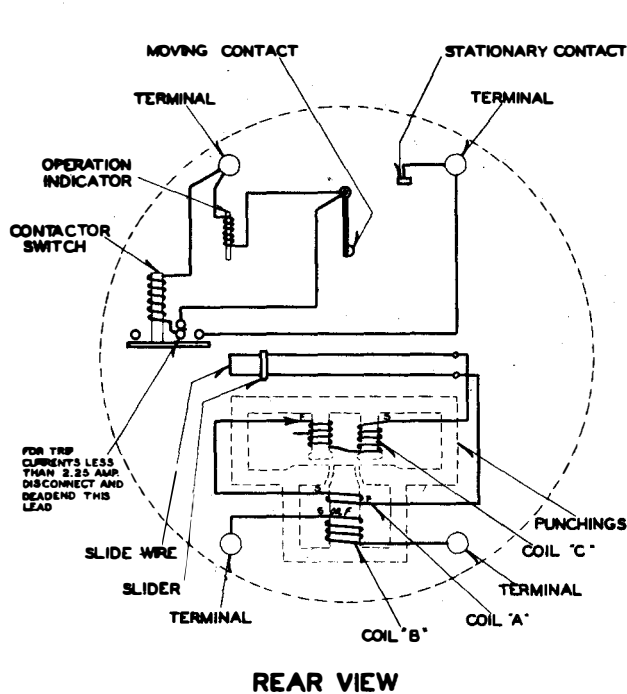 MOVING CONTACT
STATIONARY CONTACT
TERMINAL
TERMINAL
OPERATION
INDICATOR
CONTACTOR
SWITCH
FOR TRIP
CURRENTS LESS
THAN 2.25 AMP.
DISCONNECT AND
DEADEND THIS
LEAD
F
S
S
F
S OR F
PUNCHINGS
SLIDE WIRE
COIL "C"
SLIDER
TERMINAL
TERMINAL
COIL "A"
COIL "B"
REAR VIEW